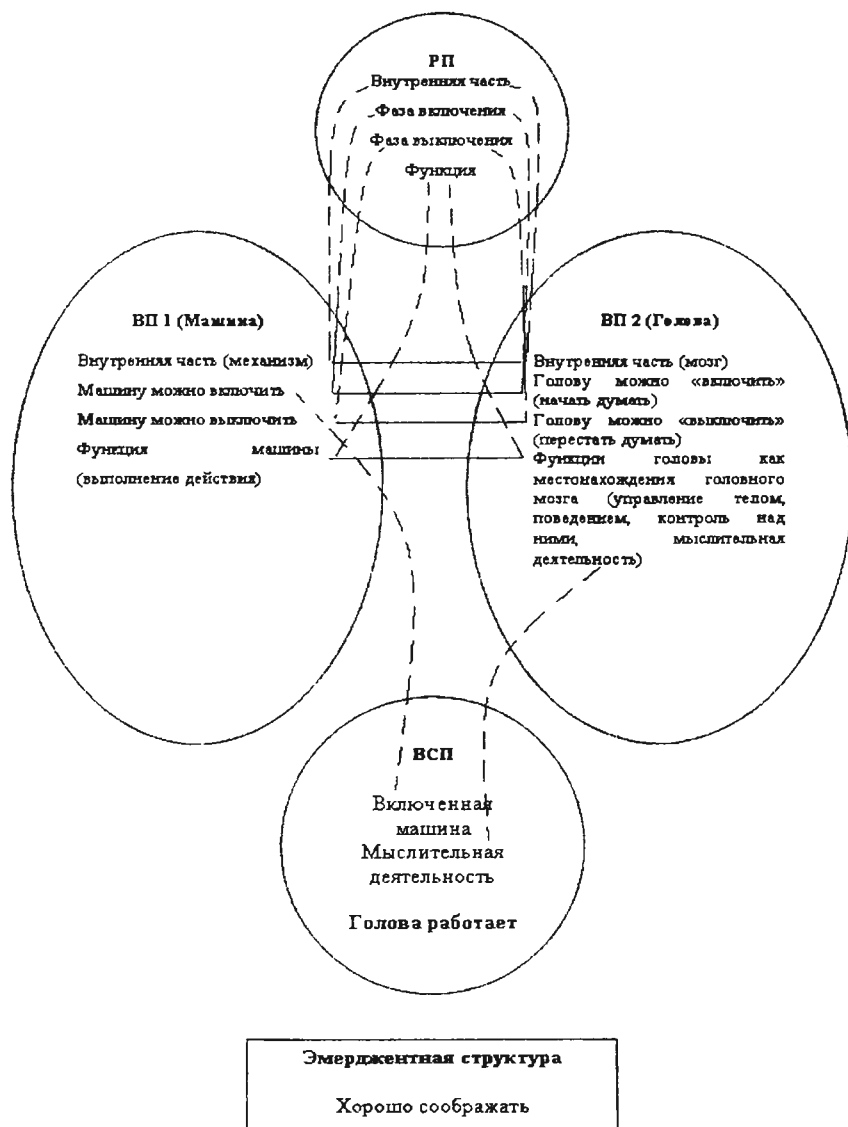 РП
Внутренняя часть
Фаза включения
Фаза выключения
Функция
ВП 1 (Машина)
Внутренняя часть (механизм)
Машину можно включить
Машину можно выключить
Функция машины
(выполнение действия)
ВП 2 (Голова)
Внутренняя часть (мозг)
Голову можно «включить»
(начать думать)
Голову можно «выключить»
(перестать думать)
Функции головы как
местонахождения головного
мозга (управление телом,
поведением, контроль над
ними, мыслительная
деятельность)
ВСП
Включенная
машина
Мыслительная
деятельность
Голова работает
Эмерджентная структура
Хорошо соображать